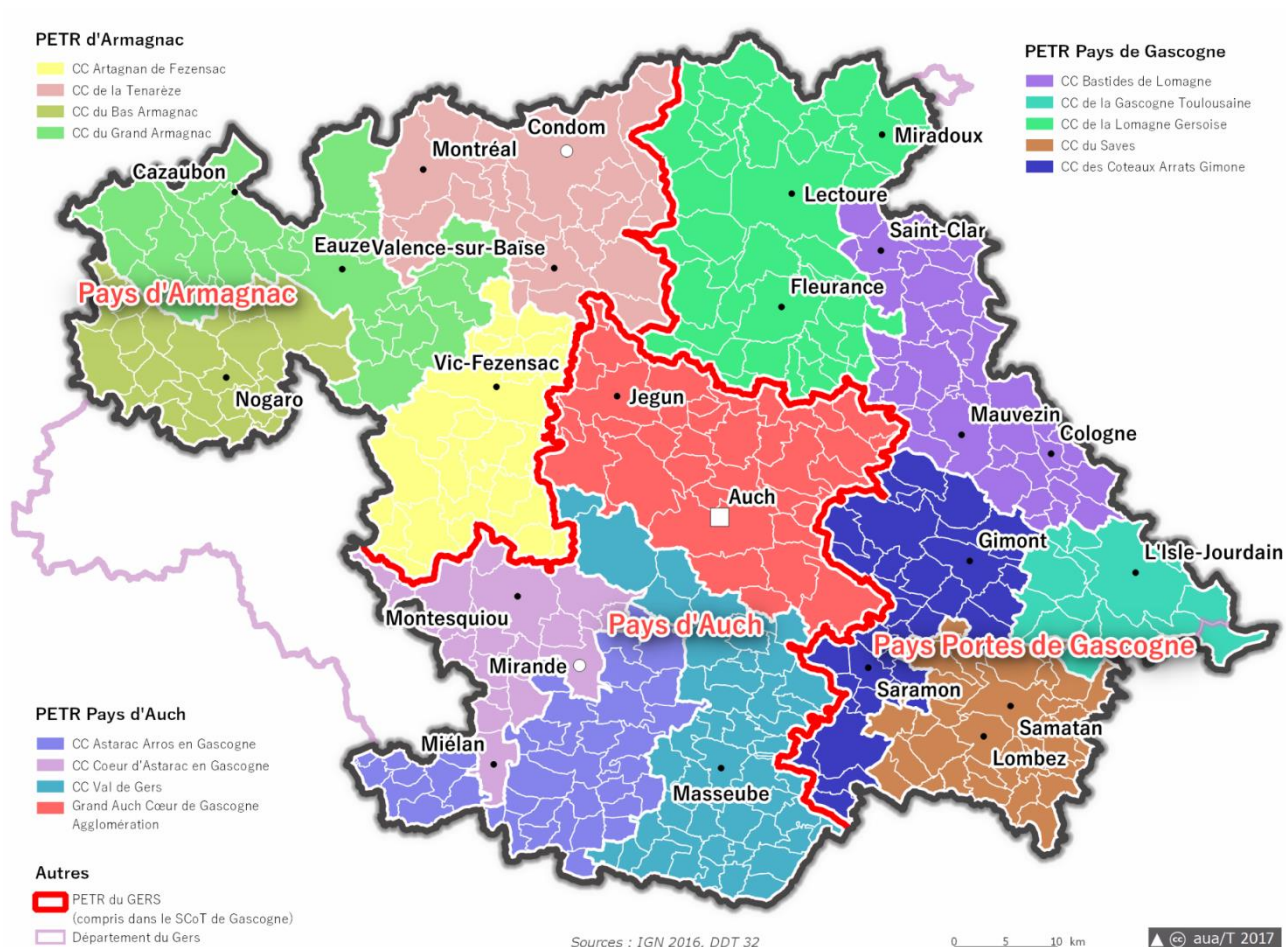 PETR d'Armagnac
CC Artagnan de Fezensac
CC de la Tenarèze
CC du Bas Armagnac
CC du Grand Armagnac
PETR Pays de Gascogne
CC Bastides de Lomagne
CC de la Gascogne Toulousaine
CC de la Lomagne Gersoise
CC du Saves
CC des Coteaux Arrats Gimone
Condom
Montréal
Miradoux
Cazaubon
Lectoure
Saint-Clar
Eauze
Valence-sur-Baïse
Pays d'Armagnac
Fleurance
Vic-Fezensac
Nogaro
Jegun
Mauvezin
Cologne
Auch
Gimont
L'Isle-Jourdain
Montesquiou
Pays d'Auch
Pays Portes de Gascogne
Mirande
Saramon
Samatan
Lombez
Miélan
Masseube
PETR Pays d'Auch
CC Astarac Arros en Gascogne
CC Coeur d'Astarac en Gascogne
CC Val de Gers
Grand Auch Cœur de Gascogne
Agglomération
Autres
PETR du GERS
(compris dans le SCoT de Gascogne)
Département du Gers
Sources : IGN 2016, DDT 32
0 5 10 km
cc aua/T 2017